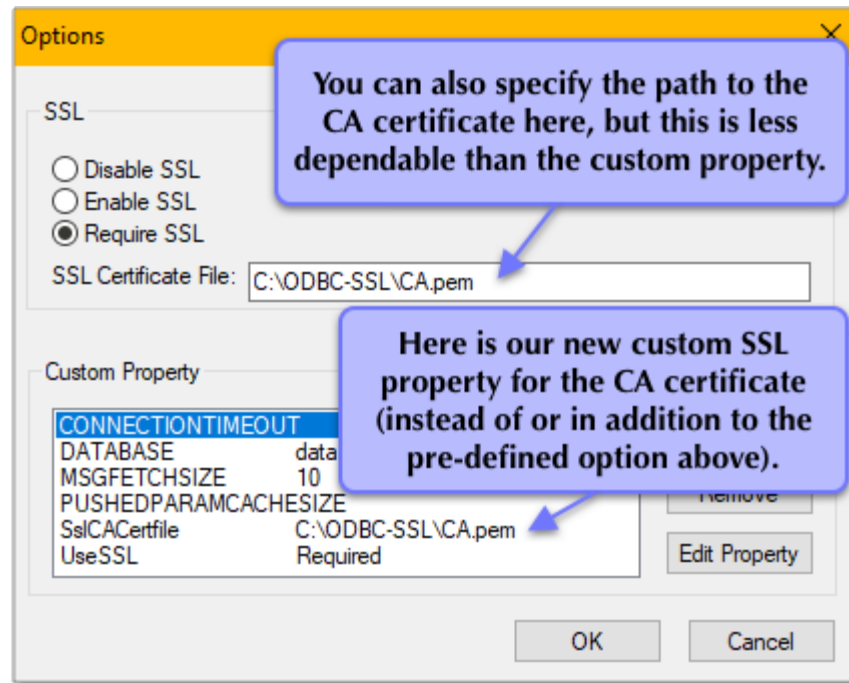 Options
You can also specify the path to the
CA certificate here, but this is less
dependable than the custom property.
SSL
Disable SSL
Enable SSL
Require SSL
SSL Certificate File: C:\ODBC-SSL\CA.pem
Here is our new custom SSL
property for the CA certificate
(instead of or in addition to the
pre-defined option above).
Custom Property
CONNECTIONTIMEOUT
DATABASE data
MSGFETCHSIZE 10
PUSHEDPARAMCACHESIZE
SslCACertfile C:\ODBC-SSL\CA.pem
UseSSL Required
Remove
Edit Property
OK Cancel